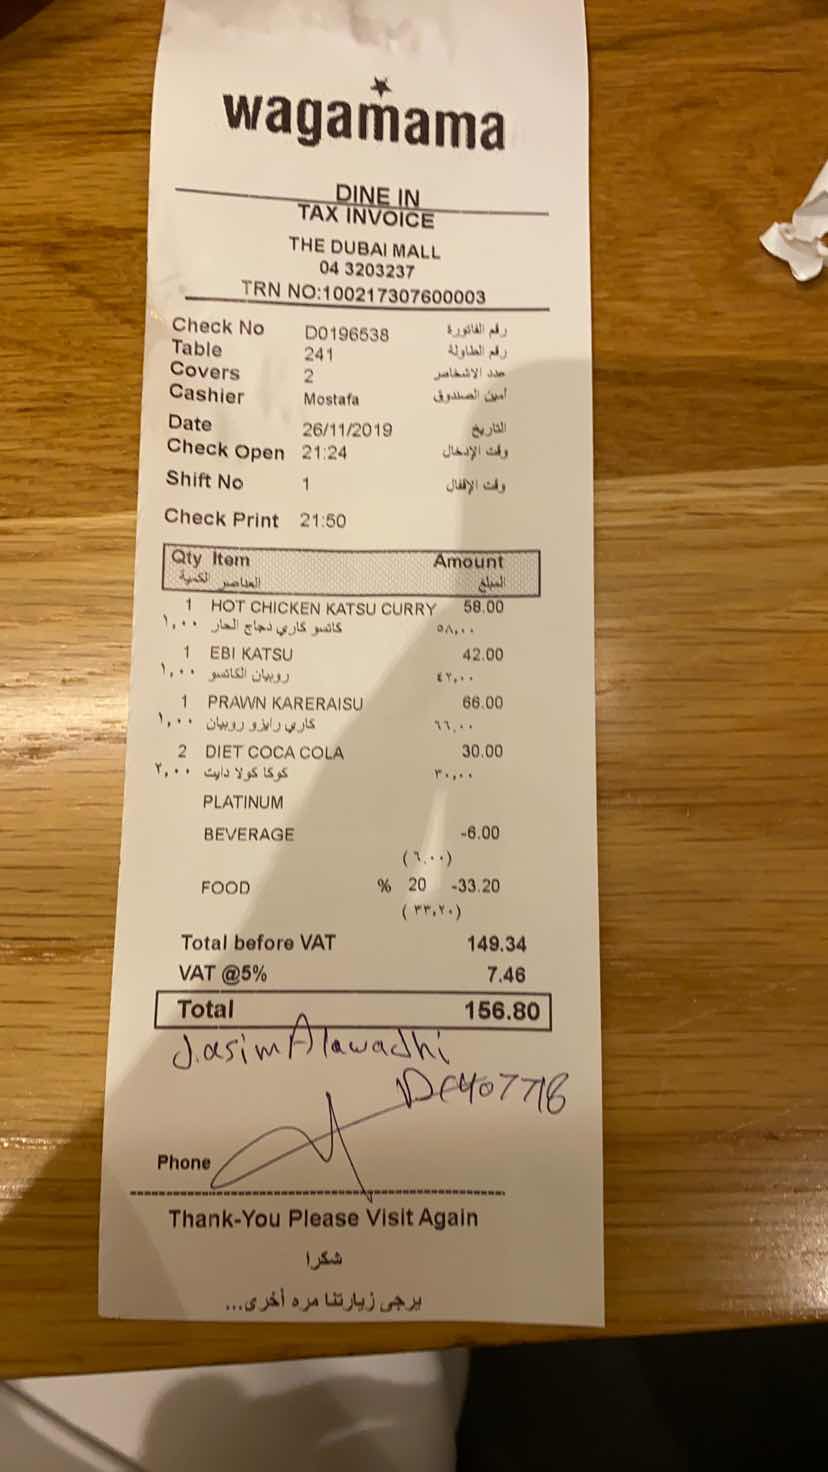 wagamama
DINE IN
TAX INVOICE
THE DUBAI MALL
04 3203237
TRN NO:100217307600003
Check No D0196538 رقم الفاتورة
Table 241 رقم الطاولة
Covers 2 عدد الاشخاص
Cashier Mostafa أمين الصندوق
Date 26/11/2019 التاريخ
Check Open 21:24 وقت الإدخال
Shift No 1 وقت الإقفال
Check Print 21:50
Qty Item Amount
الكمية العناصر المبلغ
1 HOT CHICKEN KATSU CURRY 58.00
١,٠٠ كاتسو كاري دجاج الحار ٥٨,٠٠
1 EBI KATSU 42.00
١,٠٠ روبيان الكاتسو ٤٢,٠٠
1 PRAWN KARERAISU 66.00
١,٠٠ كاري رايزو روبيان ٦٦,٠٠
2 DIET COCA COLA 30.00
٢,٠٠ كوكا كولا دايت ٣٠,٠٠
PLATINUM
BEVERAGE -6.00
(٦,٠٠)
FOOD % 20 -33.20
(٣٣,٢٠)
Total before VAT 149.34
VAT @5% 7.46
Total 156.80
Jasim Alawadhi
Phone
Thank-You Please Visit Again
شكرا
يرجى زيارتنا مره أخرى...